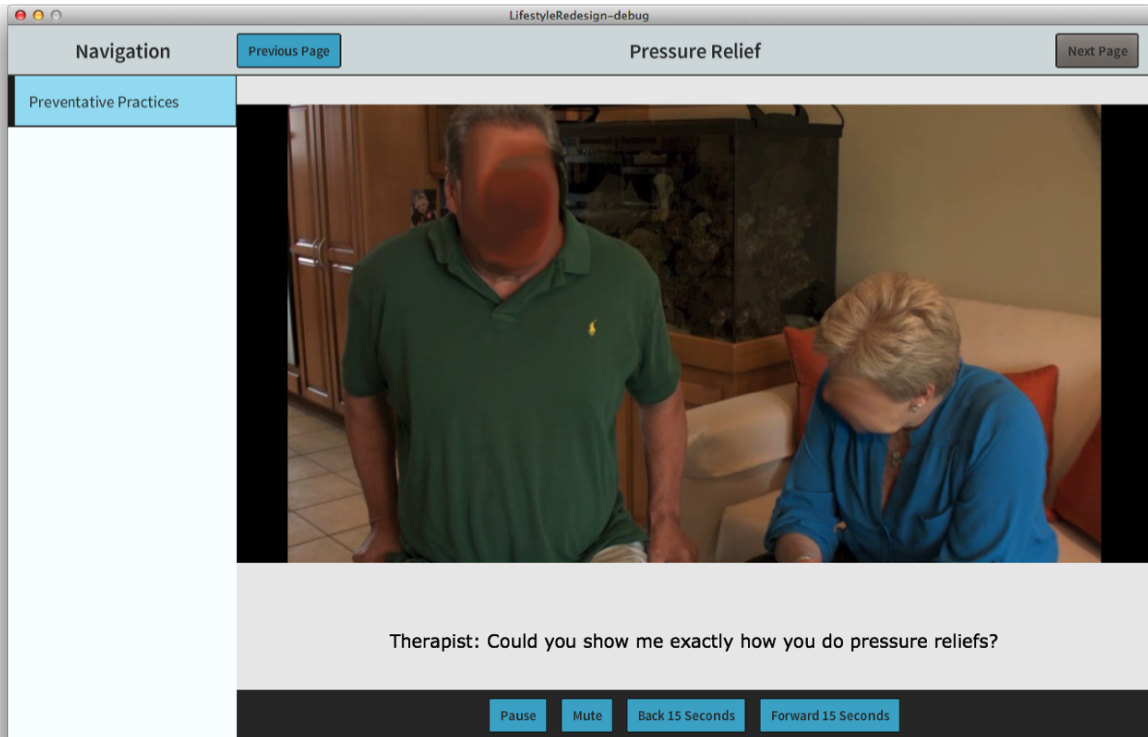 LifestyleRedesign-debug
Navigation
Previous Page
Pressure Relief
Next Page
Preventative Practices
Therapist: Could you show me exactly how you do pressure reliefs?
Pause
Mute
Back 15 Seconds
Forward 15 Seconds